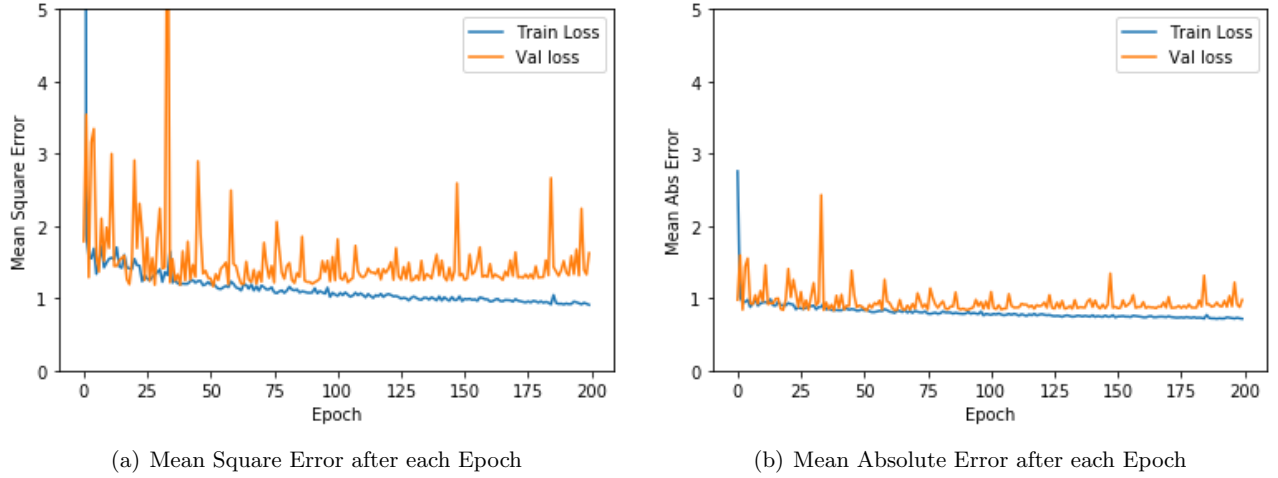 5
4
3
2
1
0
Mean Square Error
Train Loss
Val loss
0 25 50 75 100 125 150 175 200
Epoch
(a) Mean Square Error after each Epoch
5
4
3
2
1
0
Mean Abs Error
Train Loss
Val loss
0 25 50 75 100 125 150 175 200
Epoch
(b) Mean Absolute Error after each Epoch